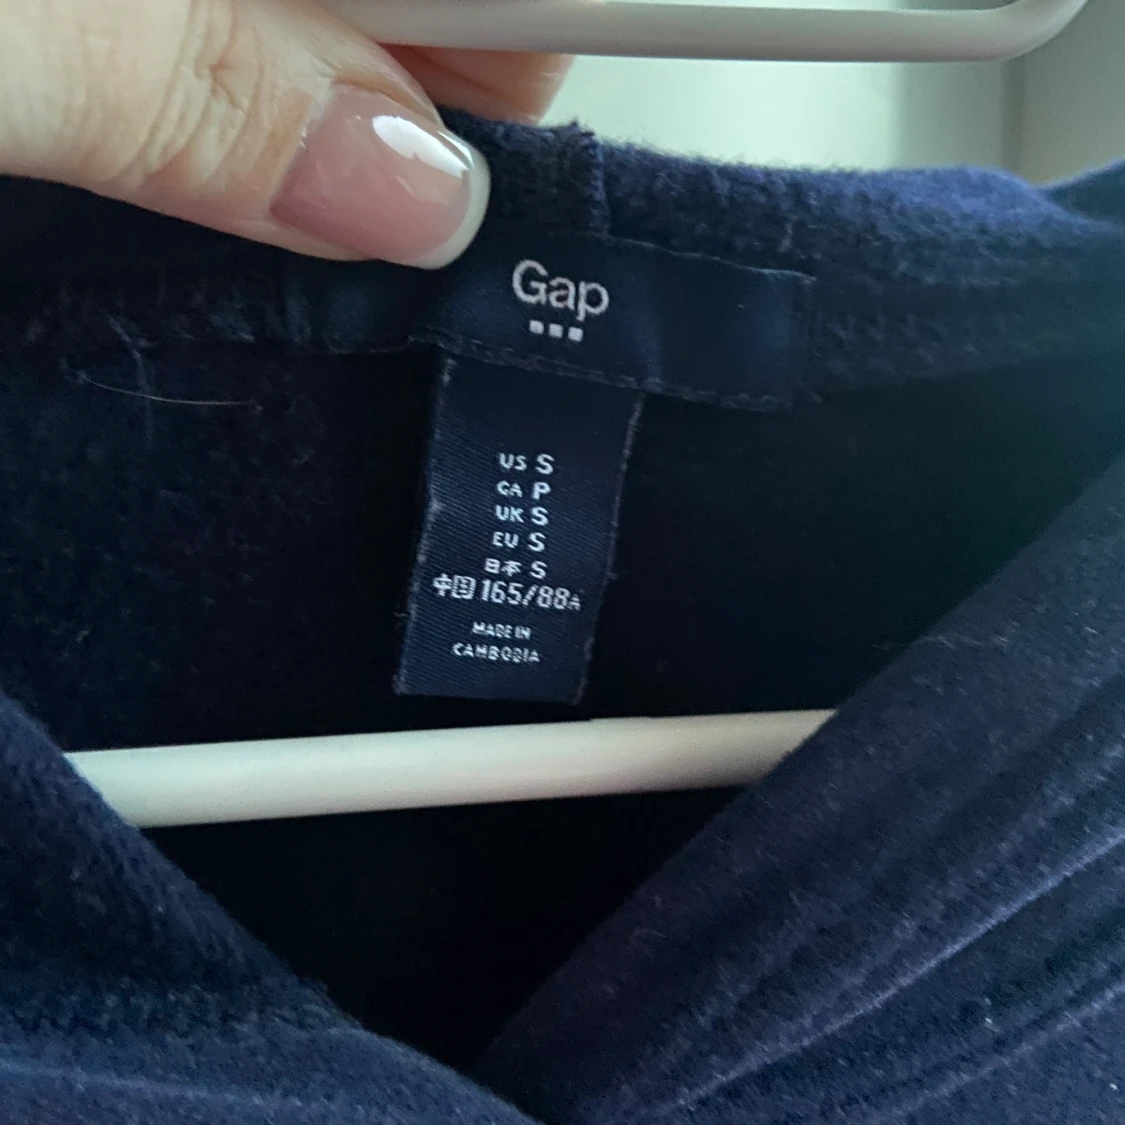 Gap
US S
CA P
UK S
EU S
日本 S
中国 165/88A
MADE IN
CAMBODIA